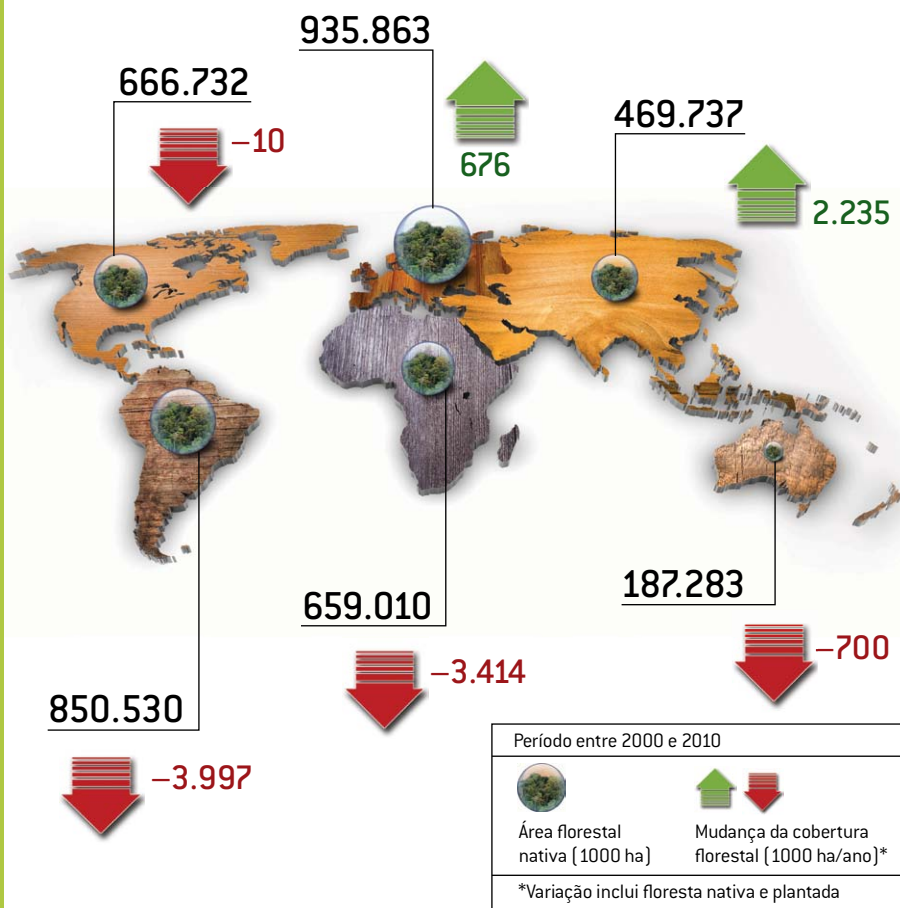 935.863
666.732
−10
676
469.737
2.235
659.010
−3.414
187.283
−700
850.530
−3.997
Período entre 2000 e 2010
Área florestal
nativa (1000 ha)
Mudança da cobertura
florestal (1000 ha/ano)*
*Variação inclui floresta nativa e plantada